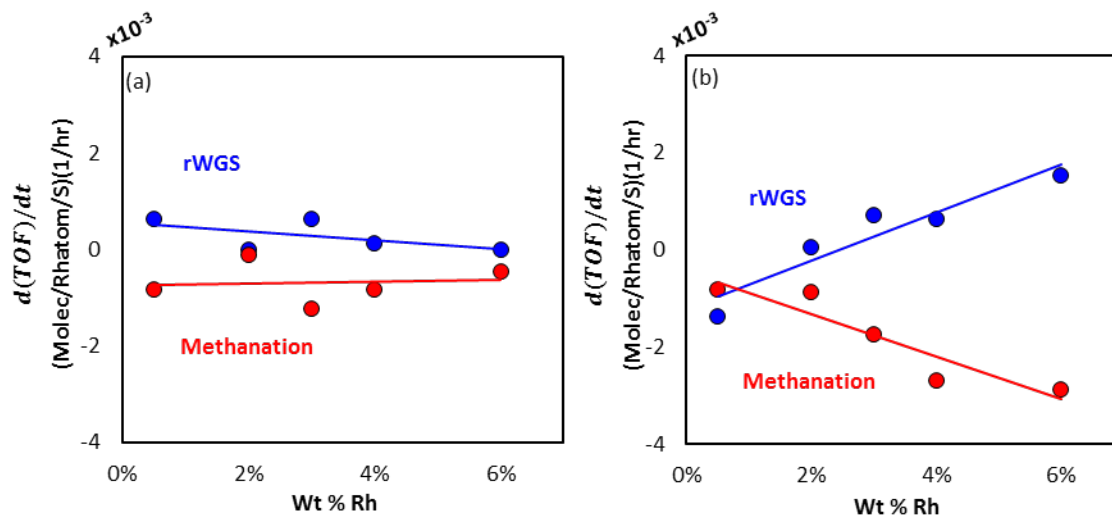 x10⁻³
d(TOF)/dt
(Molec/Rhatom/S)(1/hr)
4
2
0
-2
-4
(a)
rWGS
Methanation
0%
2%
4%
6%
Wt % Rh
x10⁻³
d(TOF)/dt
(Molec/Rhatom/S)(1/hr)
4
2
0
-2
-4
(b)
rWGS
Methanation
0%
2%
4%
6%
Wt % Rh